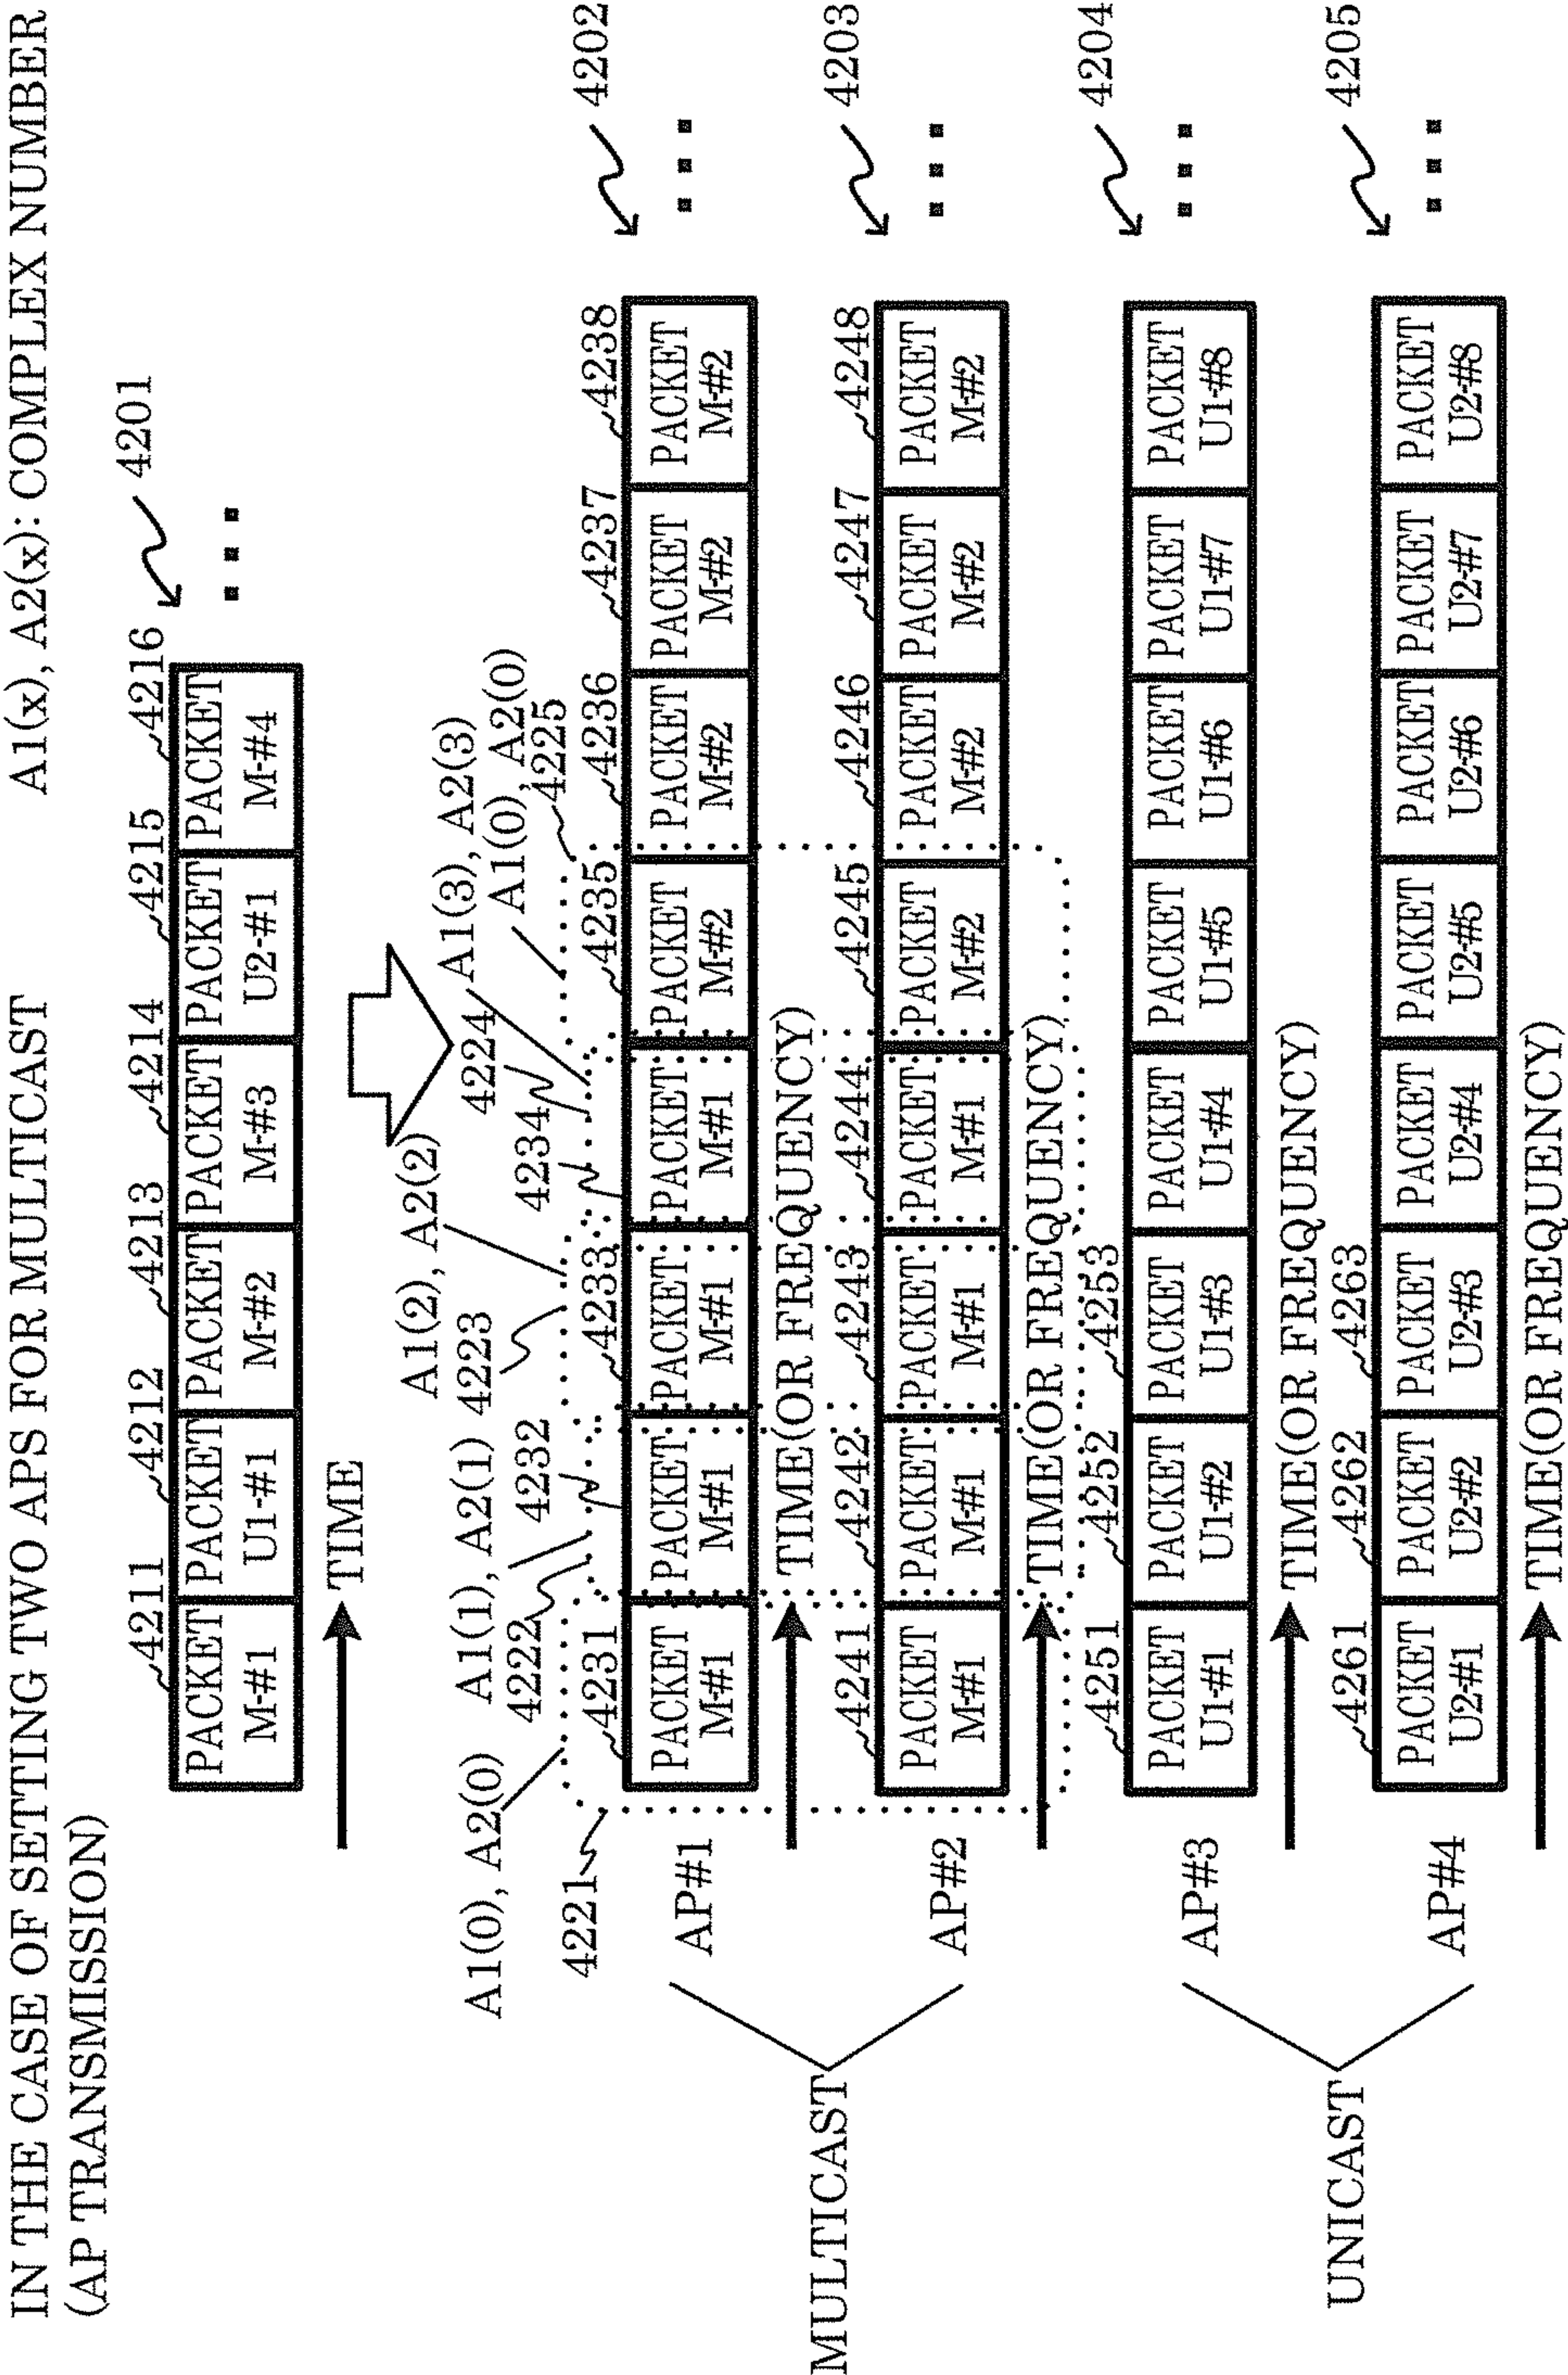 IN THE CASE OF SETTING TWO APS FOR MULTICAST A1(x), A2(x): COMPLEX NUMBER
(AP TRANSMISSION)
4211 4212 4213 4214 4215 4216 4201
PACKET M-#1 PACKET U1-#1 PACKET M-#2 PACKET M-#3 PACKET U2-#1 PACKET M-#4
TIME
A1(0), A2(0) A1(1), A2(1) A1(2), A2(2) A1(3), A2(3) A1(0), A2(0)
4221 4222 4223 4224 4225
4231 4232 4233 4234 4235 4236 4237 4238 4202
AP#1 PACKET M-#1 PACKET M-#1 PACKET M-#1 PACKET M-#1 PACKET M-#2 PACKET M-#2 PACKET M-#2 PACKET M-#2
TIME(OR FREQUENCY)
MULTICAST
4241 4242 4243 4244 4245 4246 4247 4248 4203
AP#2 PACKET M-#1 PACKET M-#1 PACKET M-#1 PACKET M-#1 PACKET M-#2 PACKET M-#2 PACKET M-#2 PACKET M-#2
TIME(OR FREQUENCY)
4251 4252 4253 4204
AP#3 PACKET U1-#1 PACKET U1-#2 PACKET U1-#3 PACKET U1-#4 PACKET U1-#5 PACKET U1-#6 PACKET U1-#7 PACKET U1-#8
TIME(OR FREQUENCY)
UNICAST
4261 4262 4263 4205
AP#4 PACKET U2-#1 PACKET U2-#2 PACKET U2-#3 PACKET U2-#4 PACKET U2-#5 PACKET U2-#6 PACKET U2-#7 PACKET U2-#8
TIME(OR FREQUENCY)